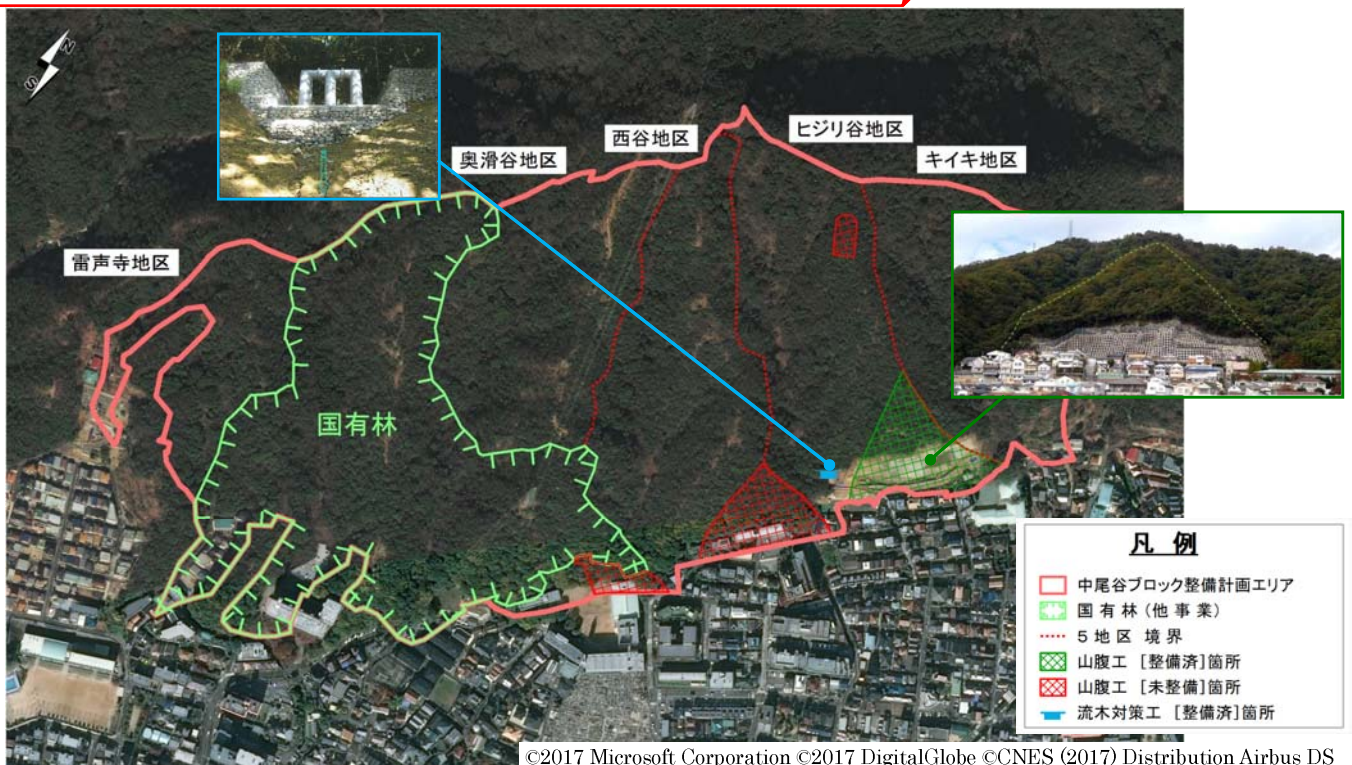 N
S
西谷地区
ヒジリ谷地区
奥滑谷地区
キイキ地区
雷声寺地区
国有林
凡 例
中尾谷ブロック整備計画エリア
国 有 林 (他 事 業)
5 地 区 境 界
山腹工 [整備済]箇所
山腹工 [未整備]箇所
流木対策工 [整備済]箇所
©2017 Microsoft Corporation ©2017 DigitalGlobe ©CNES (2017) Distribution Airbus DS